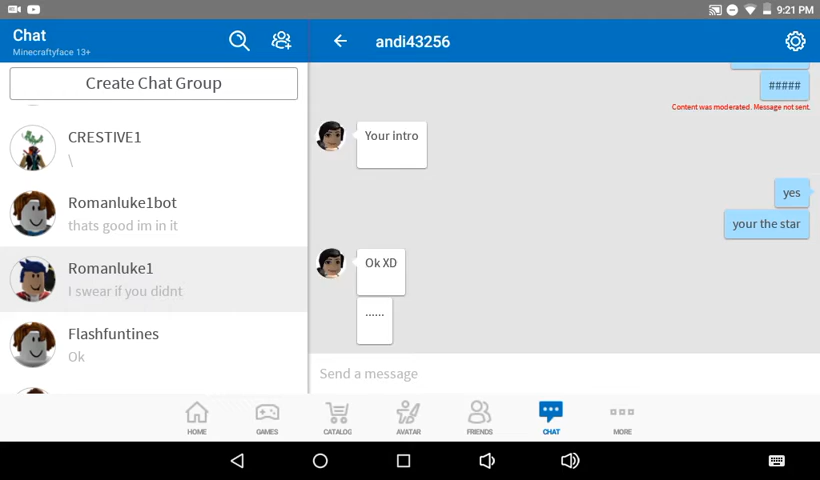 9:21 PM
Chat
Minecraftyface 13+
andi43256
Create Chat Group
CRESTIVE1
\
Romanluke1bot
thats good im in it
Romanluke1
I swear if you didnt
Flashfuntines
Ok
#####
Content was moderated. Message not sent.
Your intro
yes
your the star
Ok XD
......
Send a message
HOME
GAMES
CATALOG
AVATAR
FRIENDS
CHAT
MORE